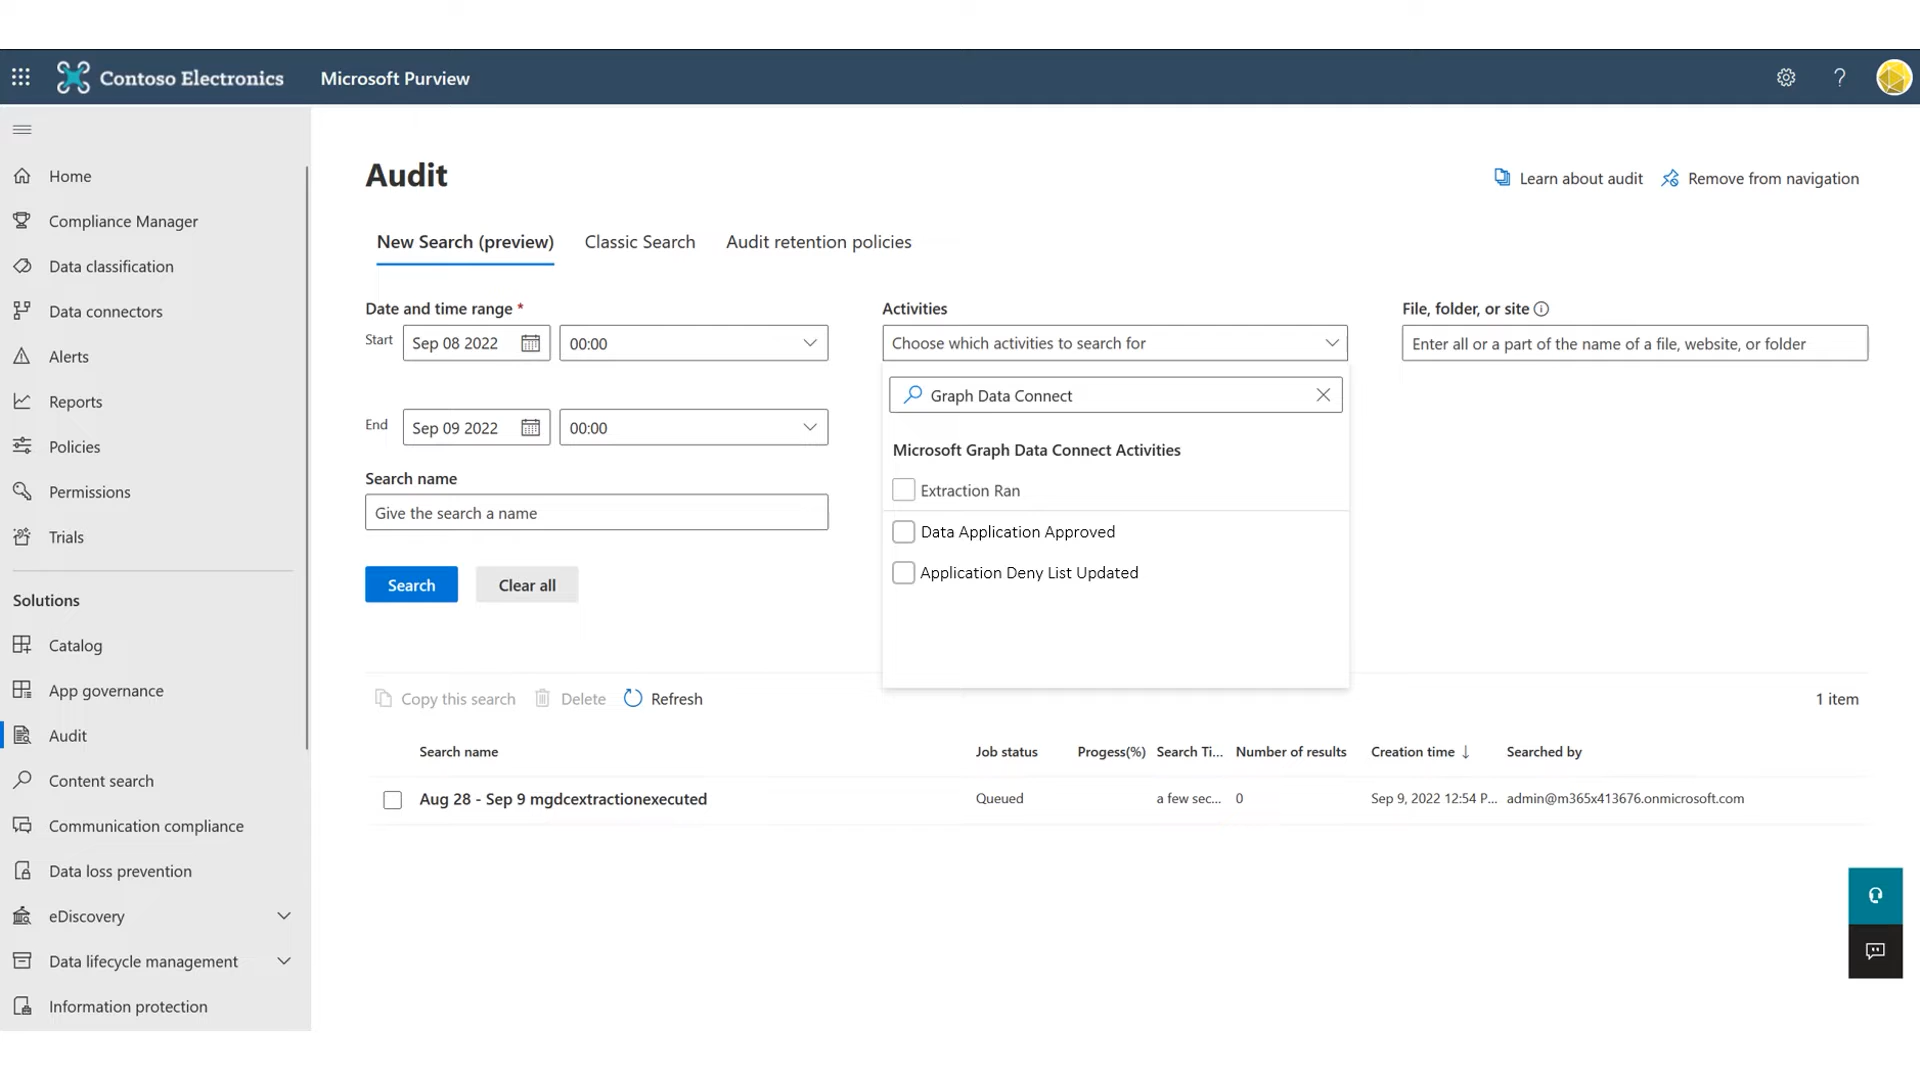 Contoso Electronics
Microsoft Purview
?
Home
Compliance Manager
Data classification
Data connectors
Alerts
Reports
Policies
Permissions
Trials
Solutions
Catalog
App governance
Audit
Content search
Communication compliance
Data loss prevention
eDiscovery
Data lifecycle management
Information protection
Audit
Learn about audit
Remove from navigation
New Search (preview)
Classic Search
Audit retention policies
Date and time range *
Start
Sep 08 2022
00:00
End
Sep 09 2022
00:00
Search name
Give the search a name
Search
Clear all
Activities
Choose which activities to search for
Graph Data Connect
Microsoft Graph Data Connect Activities
Extraction Ran
Data Application Approved
Application Deny List Updated
File, folder, or site
Enter all or a part of the name of a file, website, or folder
Copy this search
Delete
Refresh
1 item
Search name Job status Progess(%) Search Ti... Number of results Creation time ↓ Searched by
Aug 28 - Sep 9 mgdcextractionexecuted Queued a few sec... 0 Sep 9, 2022 12:54 P... admin@m365x413676.onmicrosoft.com